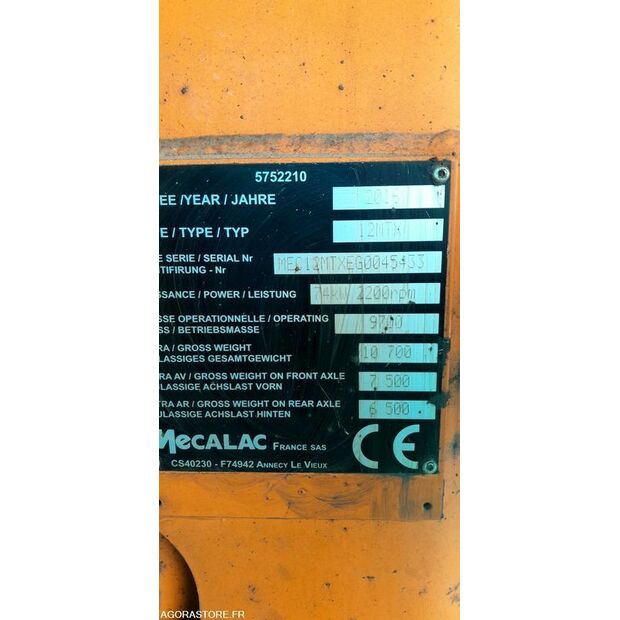 5752210
EE /YEAR / JAHRE
E / TYPE / TYP 12MTX
E SERIE / SERIAL Nr MEC12MTXEG0045433
TIFIRUNG - Nr
SSANCE / POWER / LEISTUNG 74kW 2200rpm
SSE OPERATIONNELLE / OPERATING 9700
SS / BETRIEBSMASSE
RA / GROSS WEIGHT 10 700
LASSIGES GESAMTGEWICHT
RA AV / GROSS WEIGHT ON FRONT AXLE 7 500
LASSIGE ACHSLAST VORN
TRA AR / GROSS WEIGHT ON REAR AXLE 6 500
LASSIGE ACHSLAST HINTEN
MECALAC FRANCE SAS CE
CS40230 - F74942 ANNECY LE VIEUX
AGORASTORE.FR